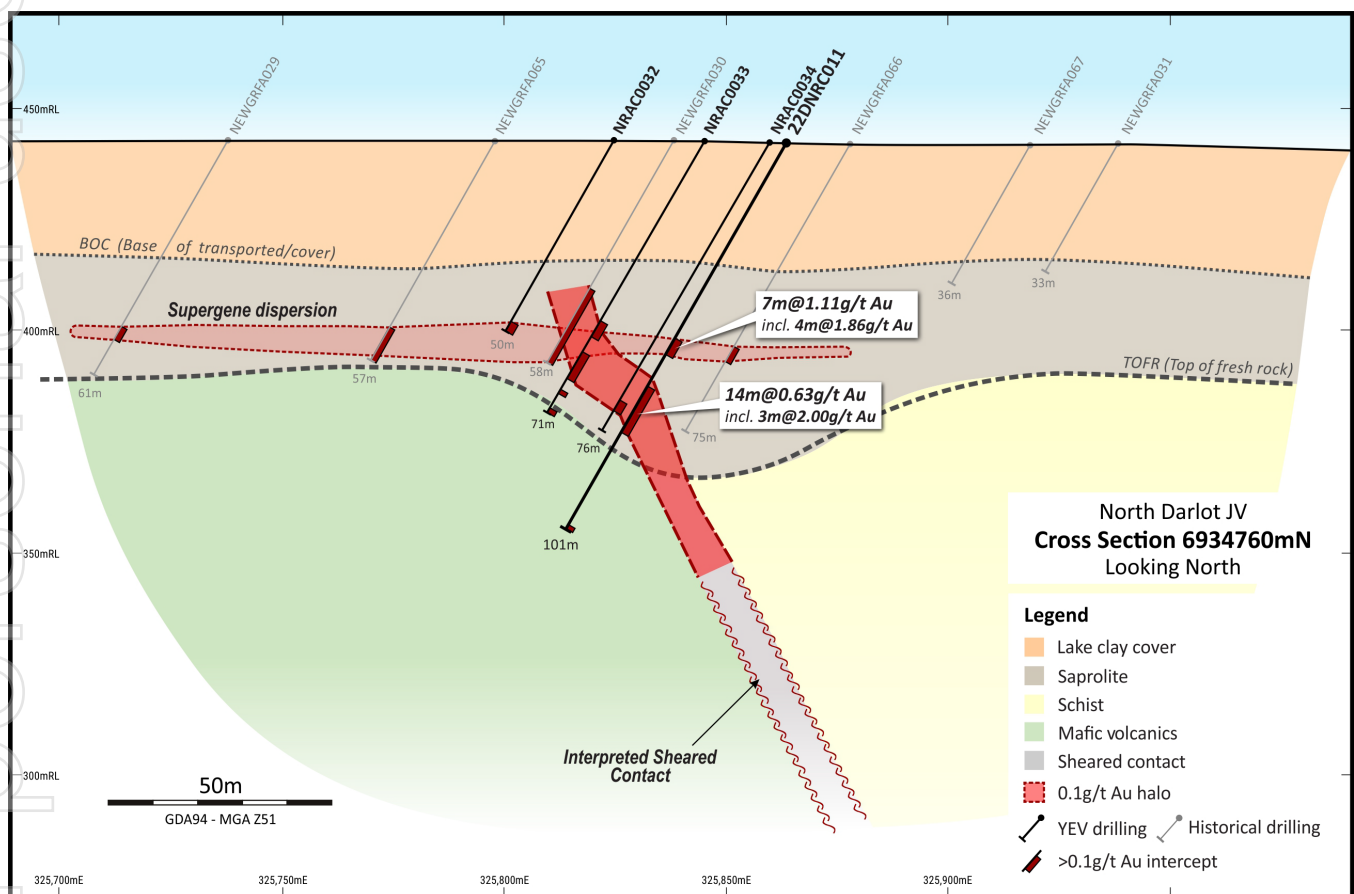 NEWGRFA029
NEWGRFA065
NRAC0032
NEWGRFA030
NRAC0033
NRAC0034
22DNRC011
NEWGRFA066
NEWGRFA067
NEWGRFA031
450mRL
BOC (Base of transported/cover)
36m
33m
Supergene dispersion
7m@1.11g/t Au
incl. 4m@1.86g/t Au
400mRL
50m
58m
57m
TOFR (Top of fresh rock)
61m
14m@0.63g/t Au
incl. 3m@2.00g/t Au
71m
76m
75m
101m
350mRL
North Darlot JV
Cross Section 6934760mN
Looking North
Legend
Lake clay cover
Saprolite
Schist
Mafic volcanics
Sheared contact
0.1g/t Au halo
YEV drilling
Historical drilling
>0.1g/t Au intercept
Interpreted Sheared
Contact
300mRL
50m
GDA94 - MGA Z51
325,700mE
325,750mE
325,800mE
325,850mE
325,900mE